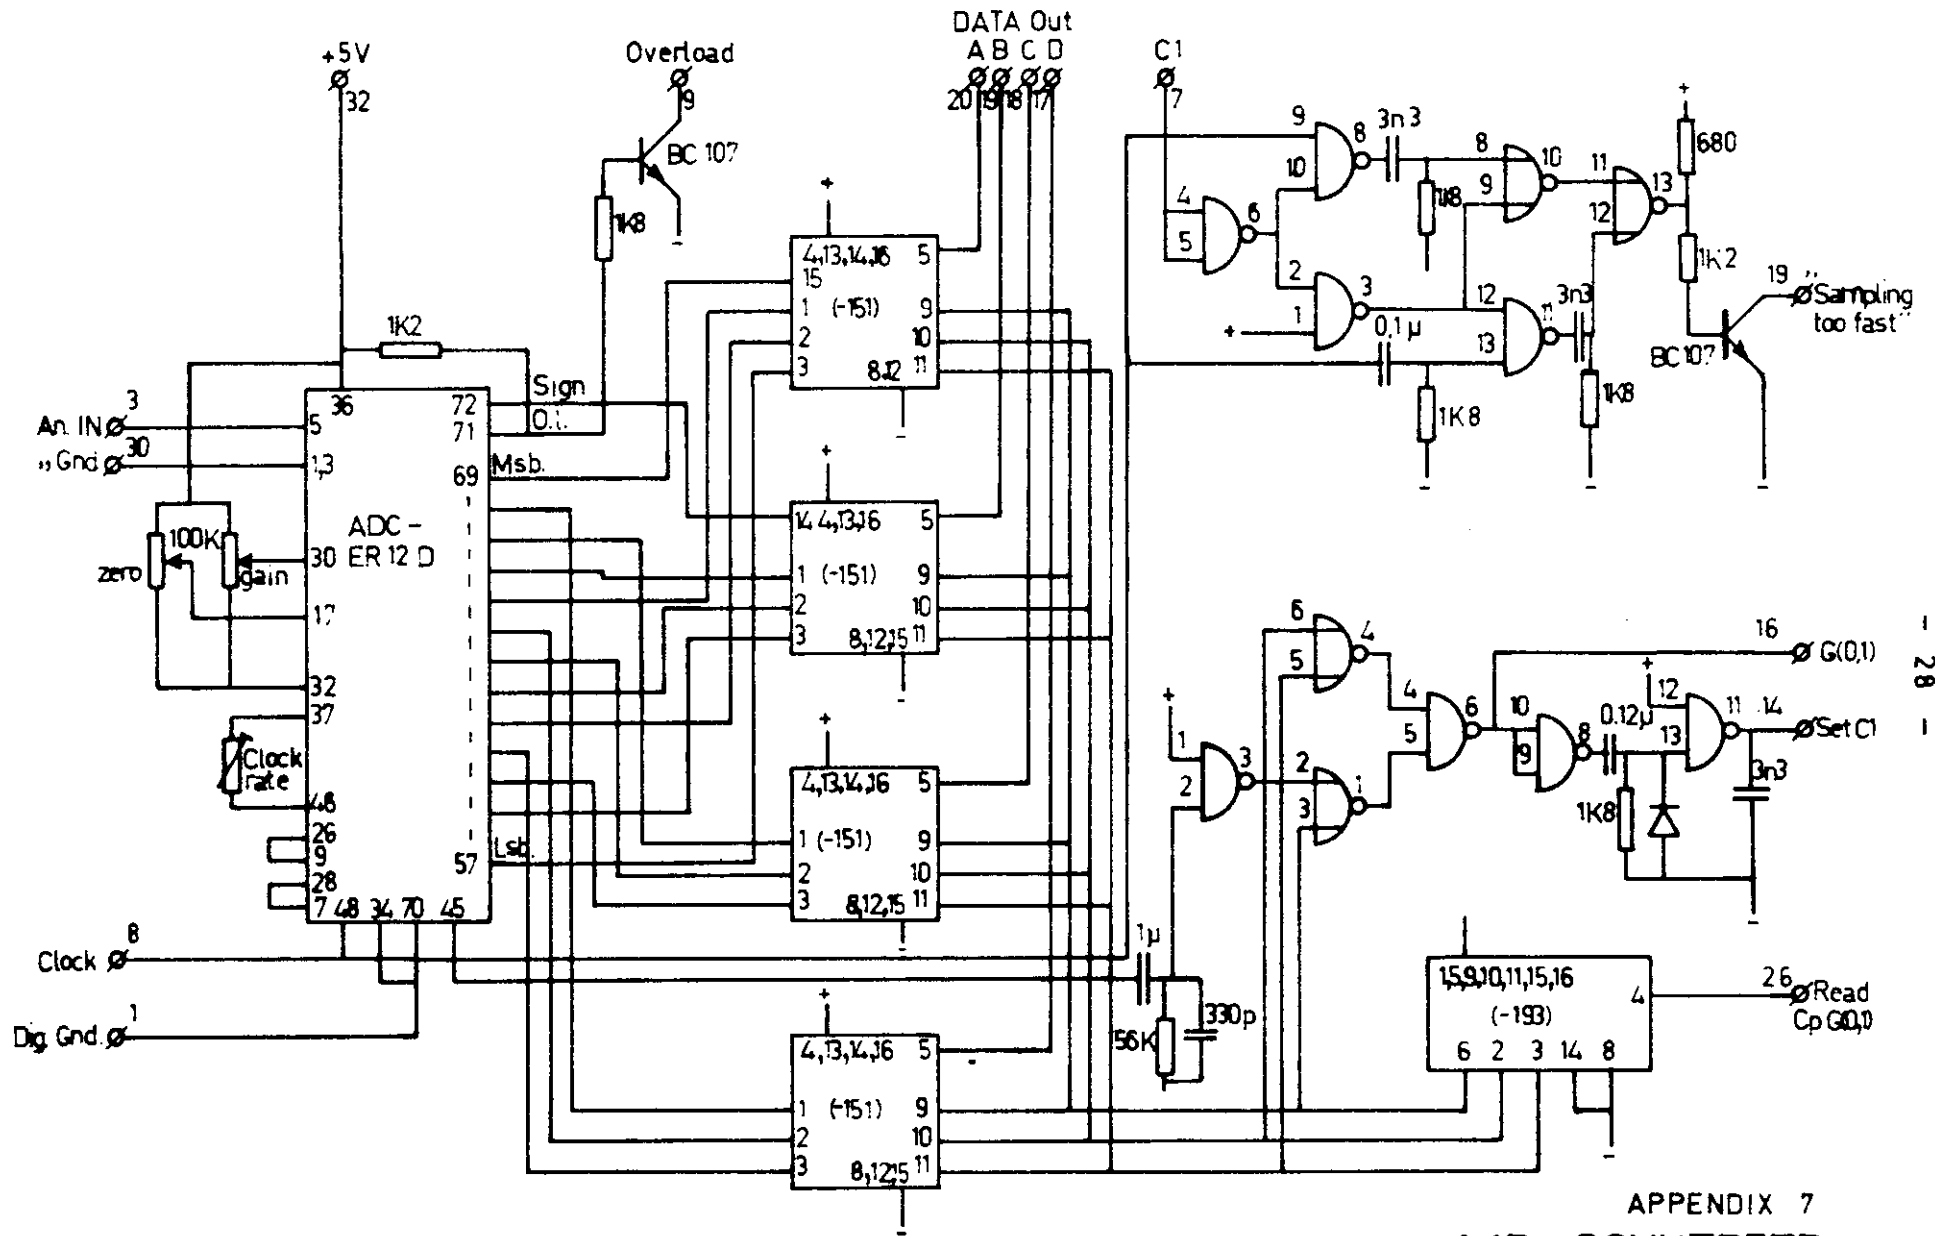 DATA Out
A B C D
20 19 18 17
+5V
32
Overload
9
BC 107
1K8
C1
7
4
5
6
9
10
8
3n3
1K8
8
9
10
11
12
13
+
680
1K2
19
"Sampling
too fast"
BC107
2
1
3
+
0,1µ
12
13
11
3n3
1K8
1K8
-
-
-
1K2
An. IN
3
,, Gnd
30
36
5
1,3
72
71
69
Sign
O.i.
Msb.
ADC-
ER 12 D
100K
zero
gain
30
17
32
37
Clock
rate
46
26
9
28
7
48
34
70
45
57
Lsb.
Clock
8
Dig. Gnd.
1
+
4,13,14,16
5
15
1
(-151)
9
2
10
3
8.12
11
-
+
14 4,13,16
5
1
(-151)
9
2
10
3
8,12,15
11
-
+
4,13,14,16
5
1
(-151)
9
2
10
3
8,12,15
11
-
+
4,13,14,16
5
1
(-151)
9
2
10
3
8,12,15
11
-
1µ
56K
330p
+
1
2
3
6
5
4
2
3
1
4
5
6
16
G(0,1)
10
9
8
0.12µ
+
12
13
11
14
Set C1
1K8
3n3
-
1,5,9,10,11,15,16
(-193)
4
6 2 3 14 8
26
Read
Cp G(0,1)
-
- 28 -
APPENDIX 7